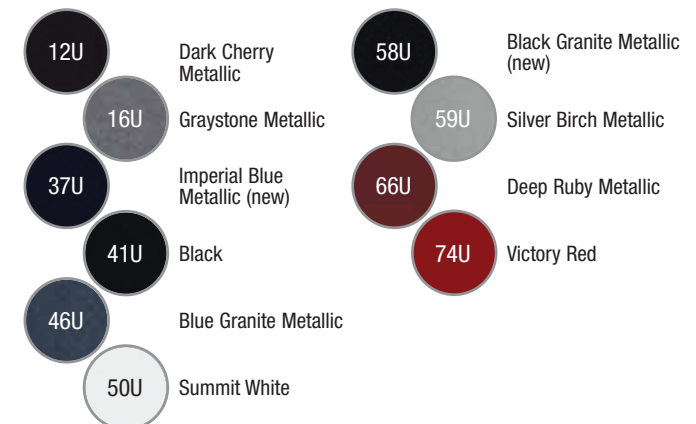 12U
Dark Cherry
Metallic
16U
Graystone Metallic
37U
Imperial Blue
Metallic (new)
41U
Black
46U
Blue Granite Metallic
50U
Summit White
58U
Black Granite Metallic
(new)
59U
Silver Birch Metallic
66U
Deep Ruby Metallic
74U
Victory Red